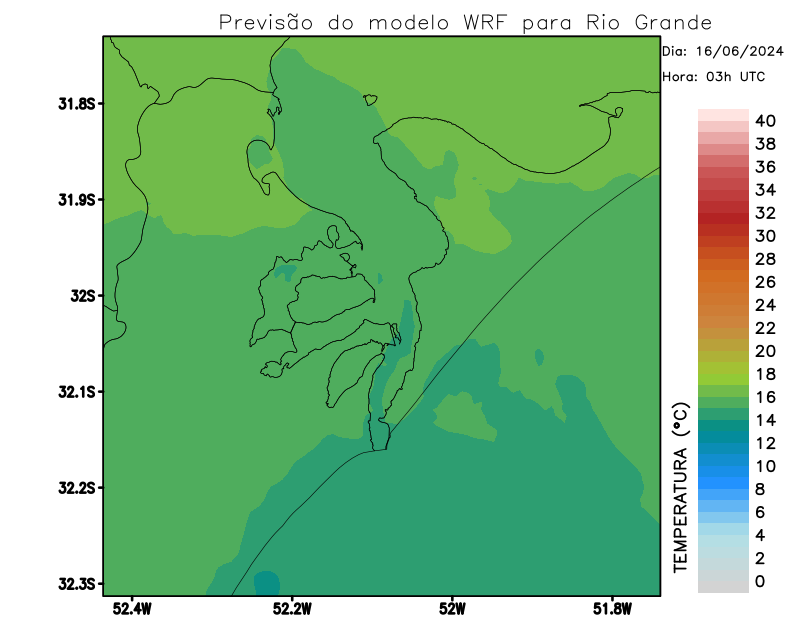 Previsão do modelo WRF para Rio Grande
Dia: 16/06/2024
Hora: 03h UTC
31.8S
31.9S
32S
32.1S
32.2S
32.3S
52.4W
52.2W
52W
51.8W
TEMPERATURA (°C)
40
38
36
34
32
30
28
26
24
22
20
18
16
14
12
10
8
6
4
2
0